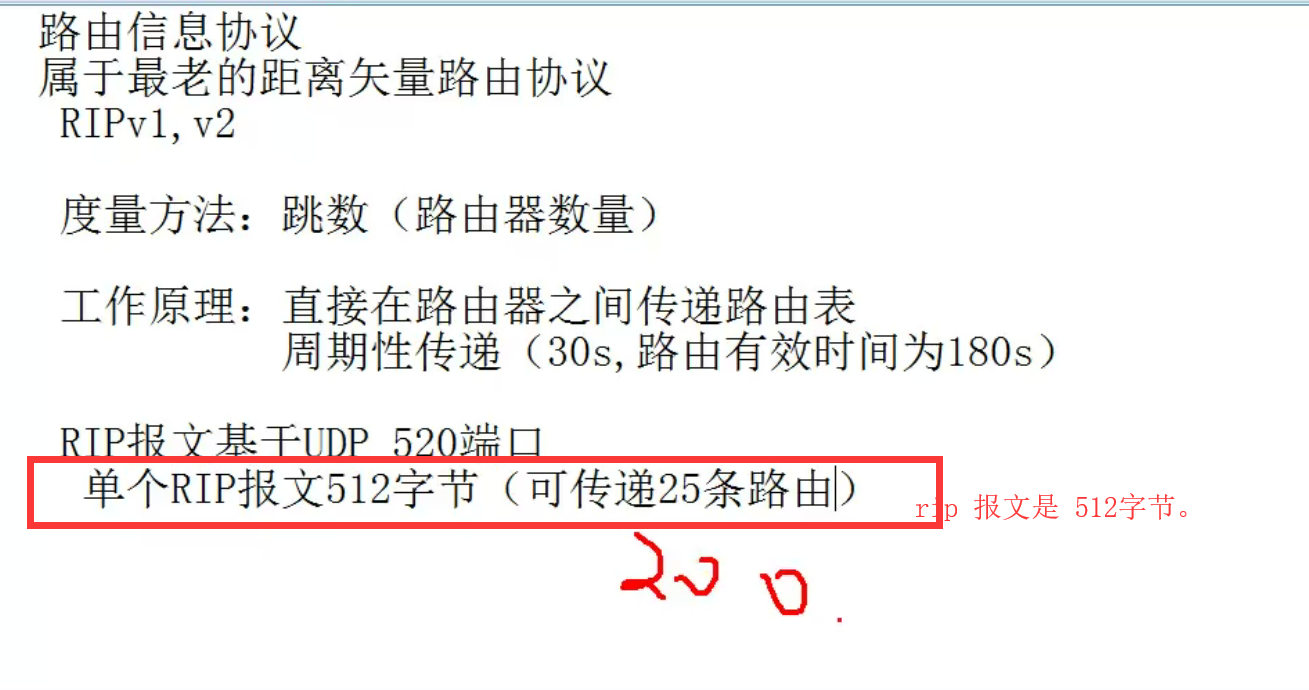 路由信息协议
属于最老的距离矢量路由协议
RIPv1,v2
度量方法：跳数（路由器数量）
工作原理：直接在路由器之间传递路由表
周期性传递（30s,路由有效时间为180s）
RIP报文基于UDP 520端口
单个RIP报文512字节（可传递25条路由）
rip 报文是 512字节。
200